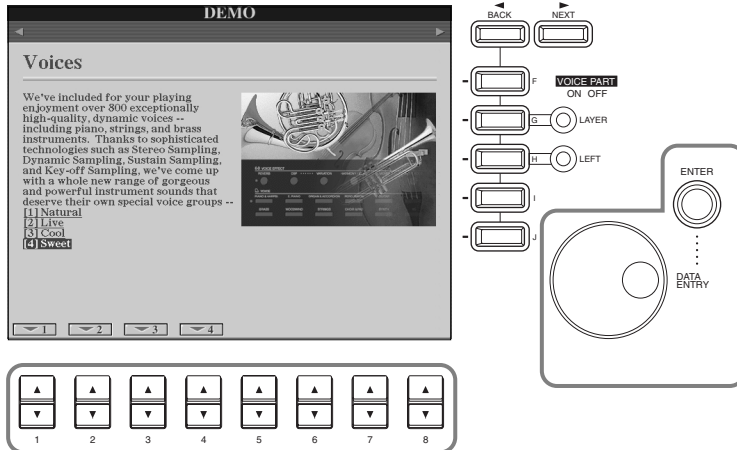 DEMO
Voices
We've included for your playing
enjoyment over 800 exceptionally
high-quality, dynamic voices --
including piano, strings, and brass
instruments. Thanks to sophisticated
technologies such as Stereo Sampling,
Dynamic Sampling, Sustain Sampling,
and Key-off Sampling, we've come up
with a whole new range of gorgeous
and powerful instrument sounds that
deserve their own special voice groups --
[1] Natural
[2] Live
[3] Cool
[4] Sweet
VOICE EFFECT
VOICE
1 2 3 4
BACK NEXT
F VOICE PART
ON OFF
G LAYER
H LEFT
I
J
ENTER
DATA
ENTRY
1 2 3 4 5 6 7 8